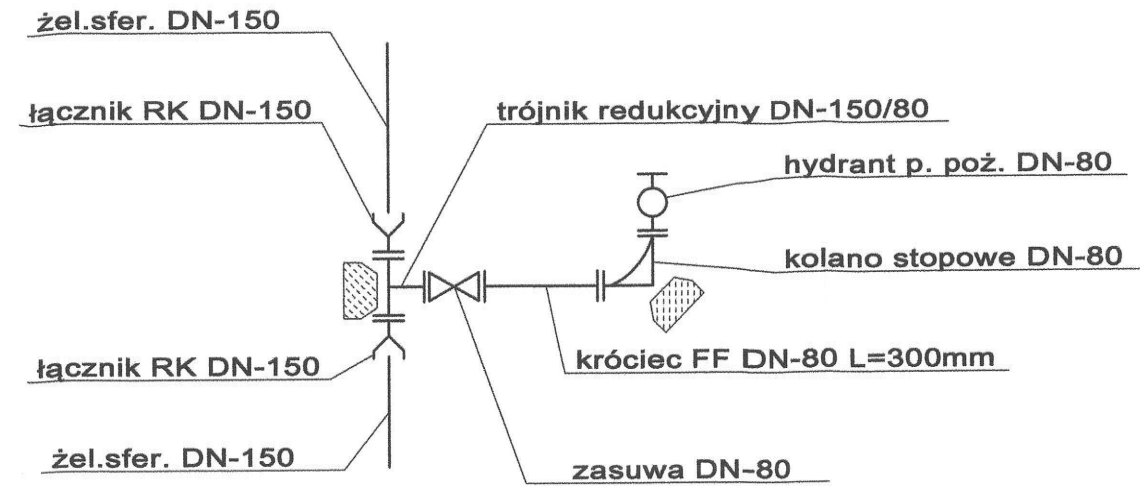 żel.sfer. DN-150
łącznik RK DN-150
trójnik redukcyjny DN-150/80
hydrant p. poż. DN-80
kolano stopowe DN-80
łącznik RK DN-150
króciec FF DN-80 L=300mm
żel.sfer. DN-150
zasuwa DN-80